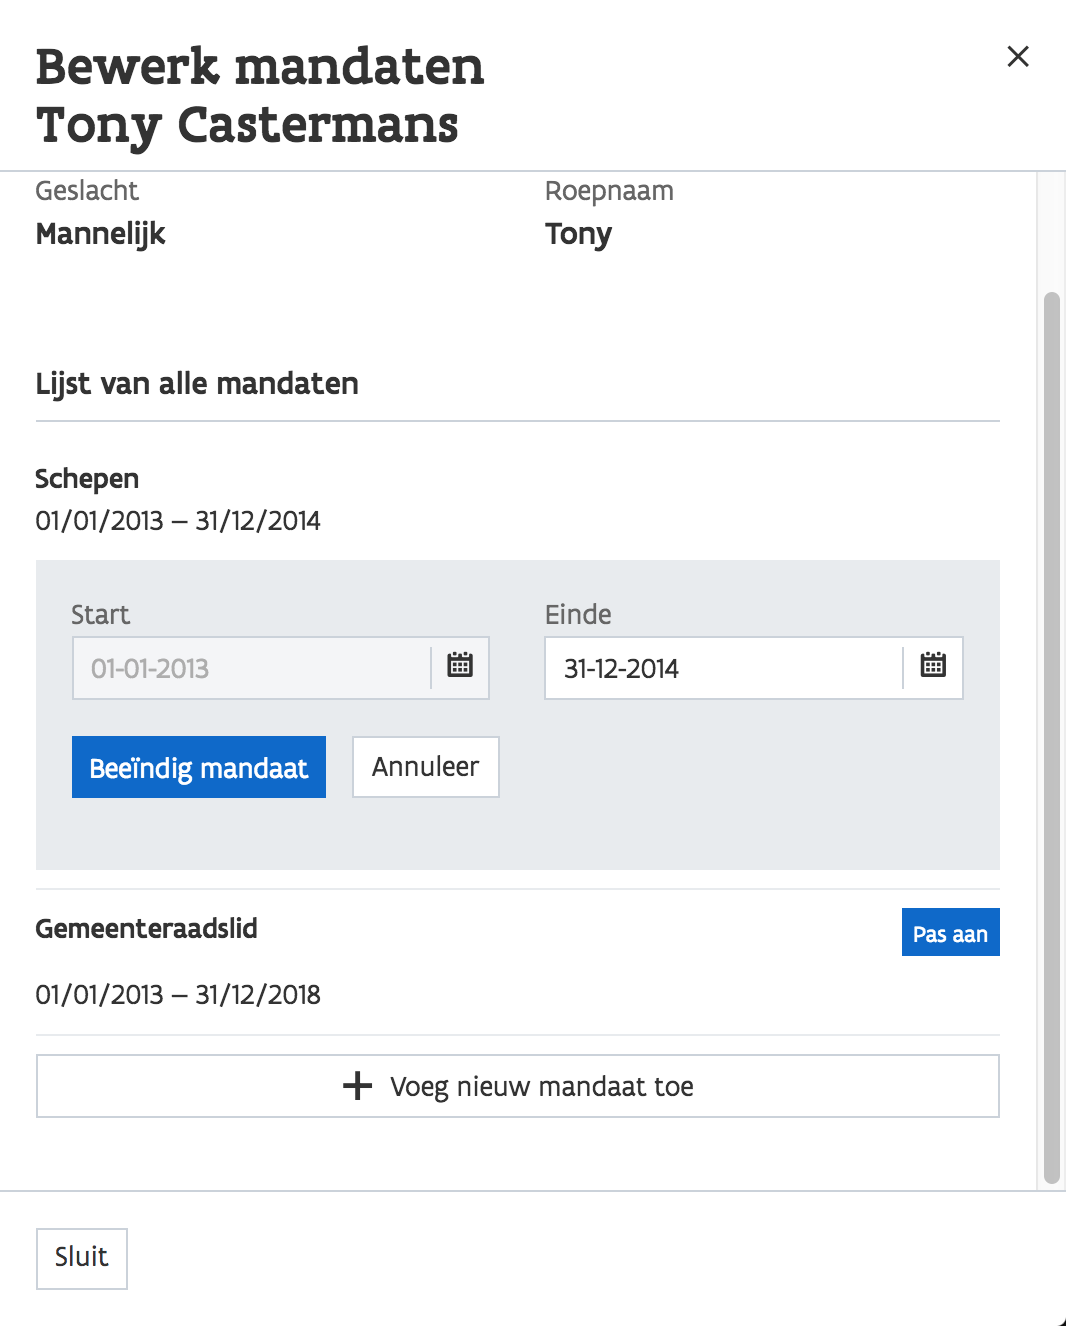 Bewerk mandaten
Tony Castermans
Geslacht
Roepnaam
Mannelijk
Tony
Lijst van alle mandaten
Schepen
01/01/2013 – 31/12/2014
Start
Einde
01-01-2013
31-12-2014
Beeïndig mandaat
Annuleer
Gemeenteraadslid
Pas aan
01/01/2013 – 31/12/2018
Voeg nieuw mandaat toe
Sluit